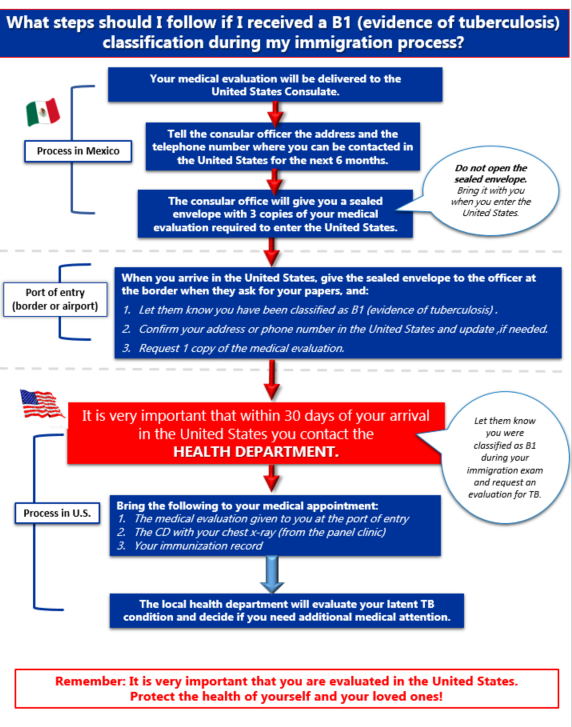 What steps should I follow if I received a B1 (evidence of tuberculosis)
classification during my immigration process?
Your medical evaluation will be delivered to the
United States Consulate.
Process in Mexico
Tell the consular officer the address and the
telephone number where you can be contacted in
the United States for the next 6 months.
Do not open the
sealed envelope.
Bring it with you
when you enter the
United States.
The consular office will give you a sealed
envelope with 3 copies of your medical
evaluation required to enter the United States.
Port of entry
(border or airport)
When you arrive in the United States, give the sealed envelope to the officer at
the border when they ask for your papers, and:
1. Let them know you have been classified as B1 (evidence of tuberculosis) .
2. Confirm your address or phone number in the United States and update ,if needed.
3. Request 1 copy of the medical evaluation.
It is very important that within 30 days of your arrival
in the United States you contact the
HEALTH DEPARTMENT.
Let them know
you were
classified as B1
during your
immigration exam
and request an
evaluation for TB.
Process in U.S.
Bring the following to your medical appointment:
1. The medical evaluation given to you at the port of entry
2. The CD with your chest x-ray (from the panel clinic)
3. Your immunization record
The local health department will evaluate your latent TB
condition and decide if you need additional medical attention.
Remember: It is very important that you are evaluated in the United States.
Protect the health of yourself and your loved ones!